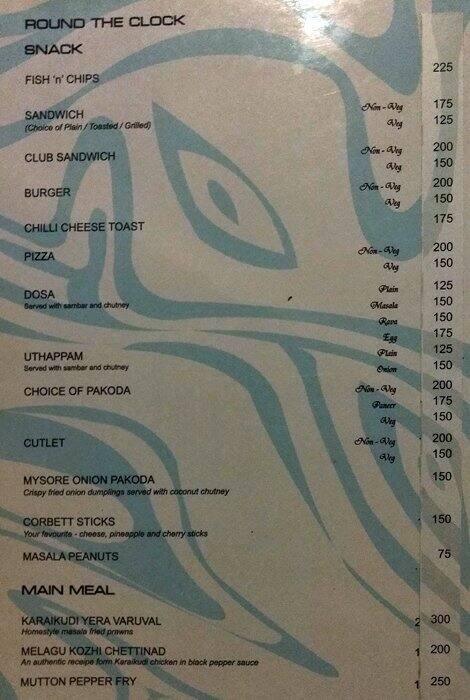 ROUND THE CLOCK
SNACK
FISH 'n' CHIPS 225
SANDWICH Non - Veg 175
(Choice of Plain / Toasted / Grilled) Veg 125
CLUB SANDWICH Non - Veg 200
Veg 150
BURGER Non - Veg 200
Veg 150
CHILLI CHEESE TOAST 175
PIZZA Non - Veg 200
Veg 150
DOSA Plain 125
Served with sambar and chutney Masala 150
Rava 150
Egg 175
UTHAPPAM Plain 125
Served with sambar and chutney Onion 150
CHOICE OF PAKODA Non - Veg 200
Paneer 175
Veg 150
CUTLET Non - Veg 200
Veg 150
MYSORE ONION PAKODA 150
Crispy fried onion dumplings served with coconut chutney
CORBETT STICKS 150
Your favourite - cheese, pineapple and cherry sticks
MASALA PEANUTS 75
MAIN MEAL
KARAIKUDI YERA VARUVAL 300
Homestyle masala fried prawns
MELAGU KOZHI CHETTINAD 200
An authentic receipe form Karaikudi chicken in black pepper sauce
MUTTON PEPPER FRY 250